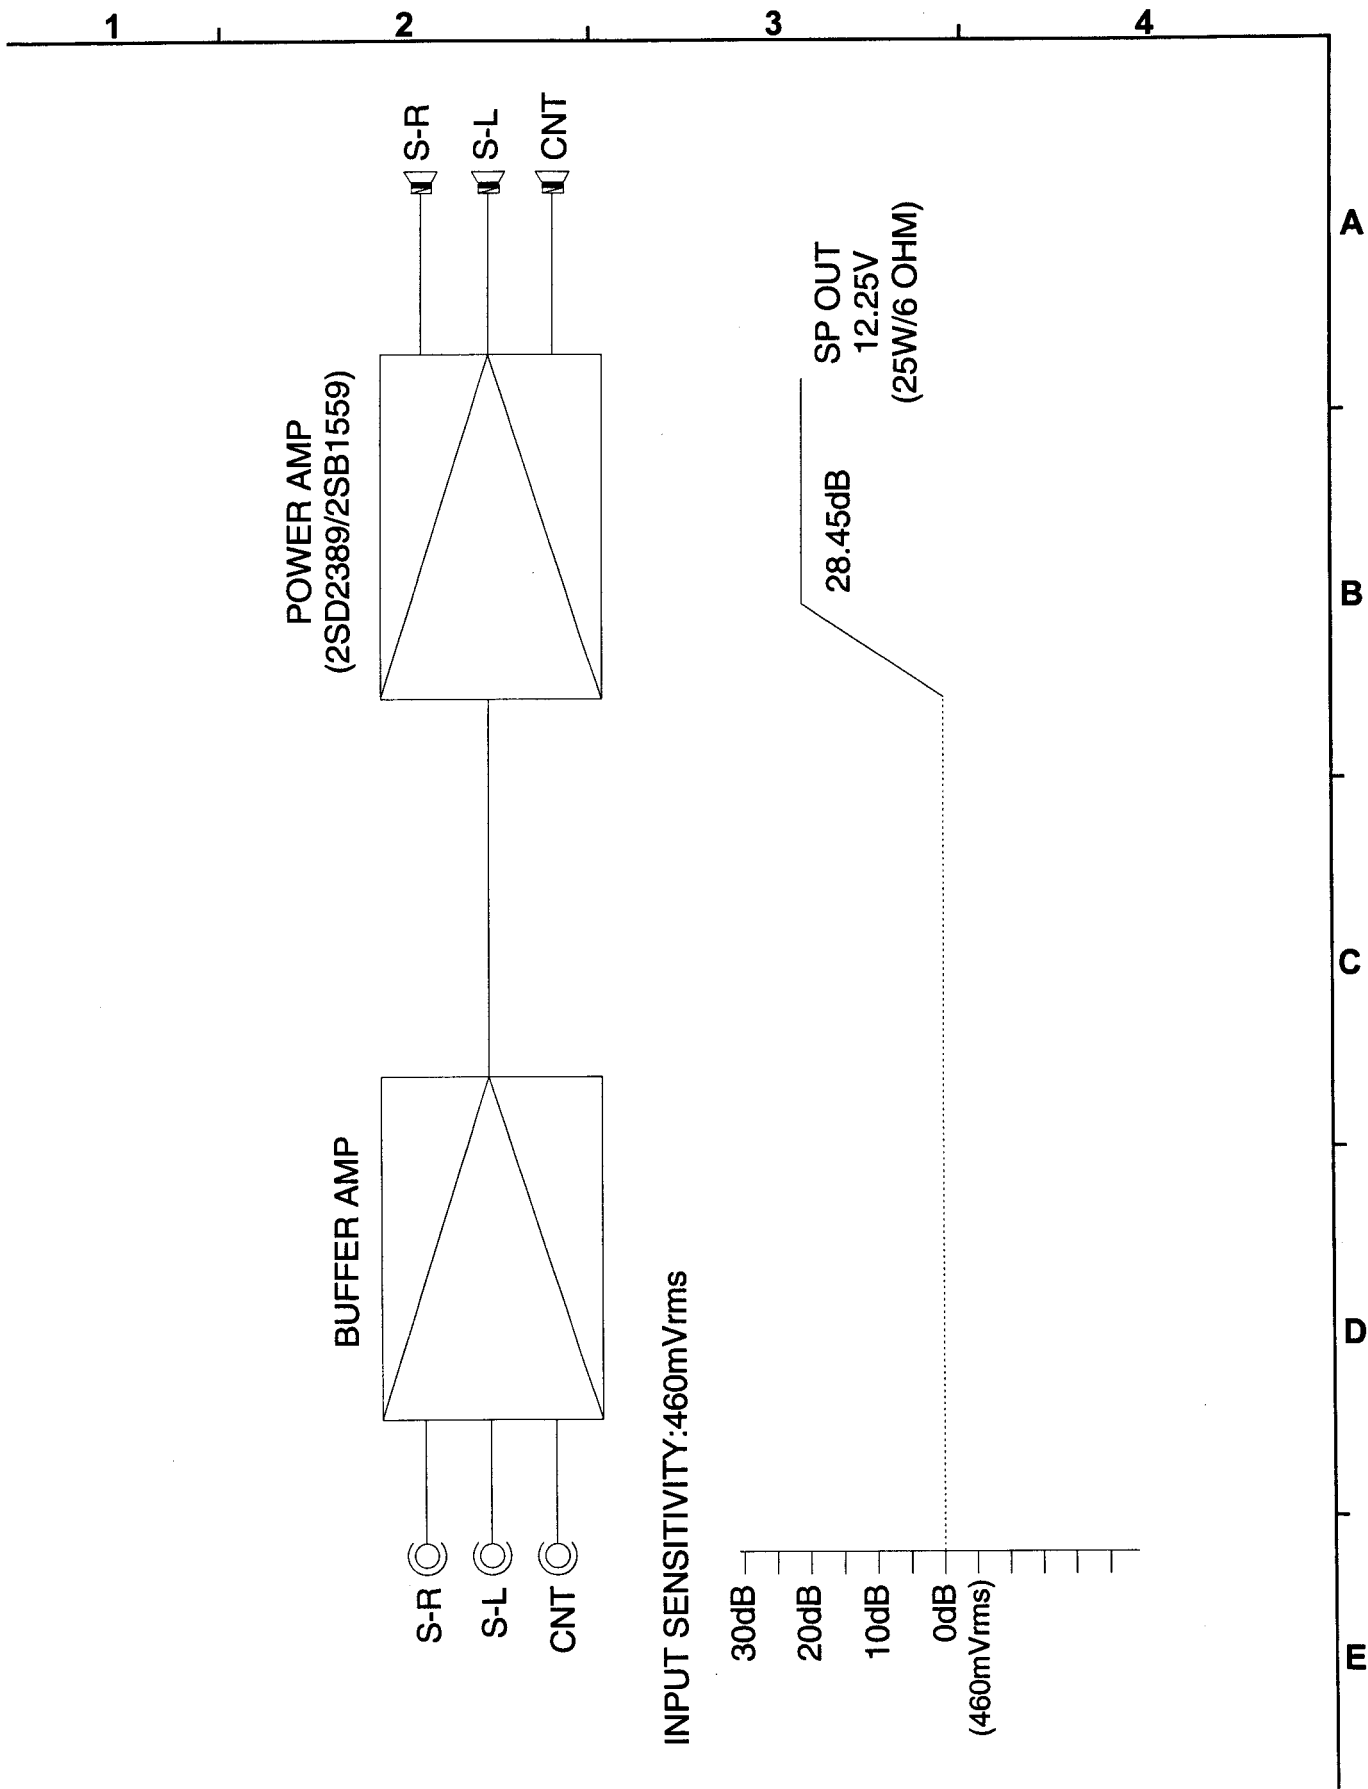 1
2
3
4
A
B
C
D
E
S-R
S-L
CNT
BUFFER AMP
POWER AMP
(2SD2389/2SB1559)
S-R
S-L
CNT
INPUT SENSITIVITY:460mVrms
30dB
20dB
10dB
0dB
(460mVrms)
28.45dB
SP OUT
12.25V
(25W/6 OHM)